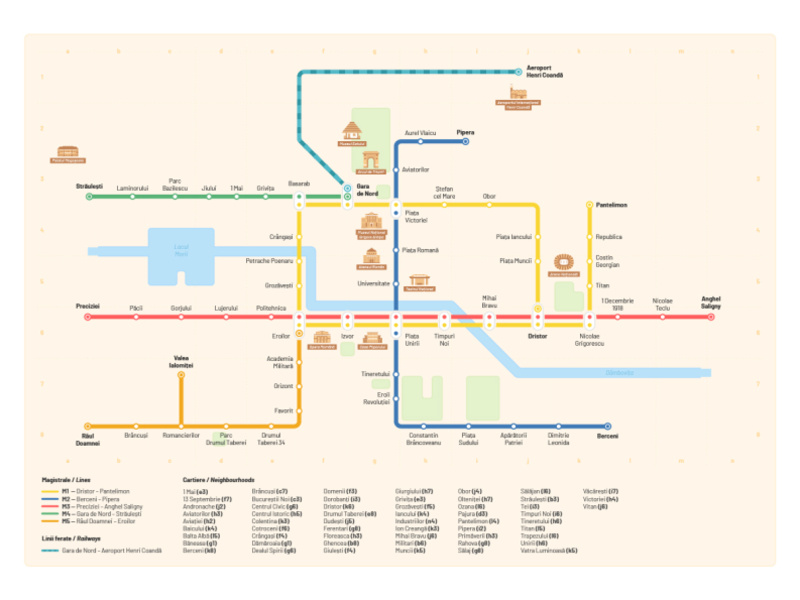 Aeroport
Henri Coandă
Aurel Vlaicu
Pipera
Aviatorilor
Străulești
Laminorului
Parc
Bazilescu
Jiului
1 Mai
Grivița
Basarab
Gara
de Nord
Ștefan
cel Mare
Obor
Pantelimon
Piața
Victoriei
Crângași
Piața Iancului
Republica
Petrache Poenaru
Piața Romană
Piața Muncii
Costin
Georgian
Lacul
Morii
Grozăvești
Universitate
Titan
Preciziei
Păcii
Gorjului
Lujerului
Politehnica
Mihai
Bravu
1 Decembrie
1918
Nicolae
Teclu
Anghel
Saligny
Eroilor
Izvor
Piața
Unirii
Timpuri
Noi
Dristor
Nicolae
Grigorescu
Valea
Ialomiței
Academia
Militară
Tineretului
Dâmbovița
Orizont
Eroii
Revoluției
Favorit
Râul
Doamnei
Brâncuși
Romancierilor
Parc
Drumul Taberei
Drumul
Taberei 34
Constantin
Brâncoveanu
Piața
Sudului
Apărătorii
Patriei
Dimitrie
Leonida
Berceni
Magistrale / Lines
M1 — Dristor - Pantelimon
M2 — Berceni - Pipera
M3 — Preciziei - Anghel Saligny
M4 — Gara de Nord - Străulești
M5 — Râul Doamnei - Eroilor
Linii ferate / Railways
Gara de Nord - Aeroport Henri Coandă
Cartiere / Neighbourhoods
1 Mai (e3)
13 Septembrie (f7)
Andronache (j2)
Aviatorilor (h3)
Aviației (h2)
Baicului (k4)
Balta Albă (l5)
Băneasa (g1)
Berceni (k8)
Brâncuși (c7)
Bucureștii Noi (c3)
Centrul Civic (g6)
Centrul Istoric (h5)
Colentina (k3)
Cotroceni (f6)
Crângași (f4)
Dămăroaia (g1)
Dealul Spirii (g6)
Domenii (f3)
Dorobanți (i3)
Dristor (k6)
Drumul Taberei (e8)
Dudești (j5)
Ferentari (g8)
Floreasca (h3)
Ghencea (b8)
Giulești (f4)
Giurgiului (h7)
Grivița (e3)
Grozăvești (f5)
Iancului (k4)
Industriilor (n4)
Ion Creangă (k3)
Mihai Bravu (j6)
Militari (b6)
Muncii (k5)
Obor (j4)
Olteniței (h7)
Ozana (l6)
Pajura (d3)
Pantelimon (l4)
Pipera (i2)
Primăverii (h3)
Rahova (g8)
Sălaj (g8)
Sălăjan (l6)
Străulești (b3)
Tei (i3)
Timpuri Noi (i6)
Tineretului (h6)
Titan (l5)
Trapezului (l6)
Unirii (h6)
Vatra Luminoasă (k5)
Văcărești (i7)
Victoriei (h4)
Vitan (j6)